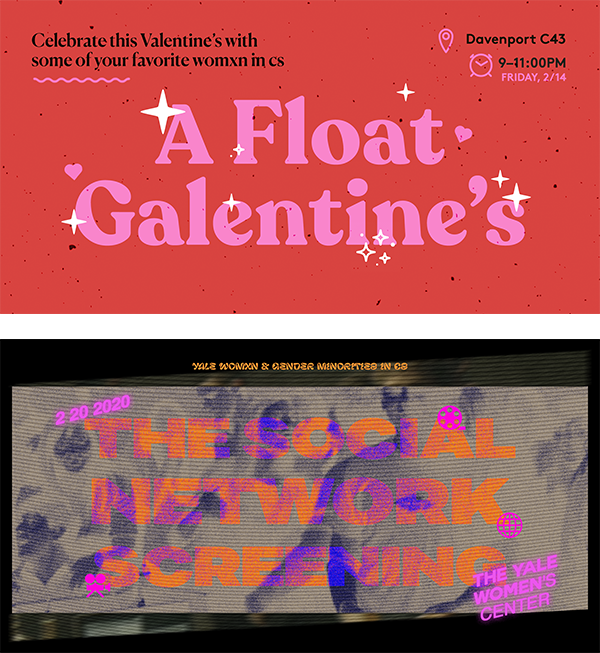 Celebrate this Valentine's with
some of your favorite womxn in cs
Davenport C43
9–11:00PM
FRIDAY, 2/14
A Float
Galentine's
YALE WOMXN & GENDER MINORITIES IN CS
2-20 2020
THE SOCIAL
NETWORK
SCREENING
THE YALE
WOMEN'S
CENTER